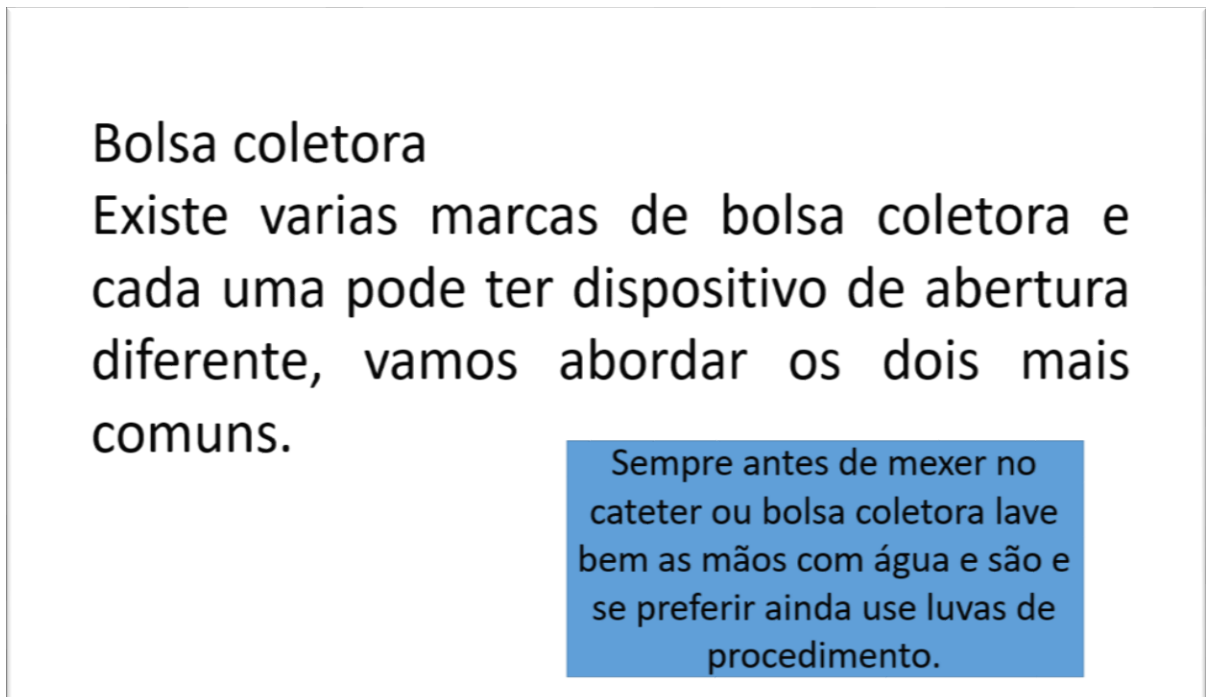 Bolsa coletora
Existe varias marcas de bolsa coletora e
cada uma pode ter dispositivo de abertura
diferente, vamos abordar os dois mais
comuns.
Sempre antes de mexer no
cateter ou bolsa coletora lave
bem as mãos com água e são e
se preferir ainda use luvas de
procedimento.